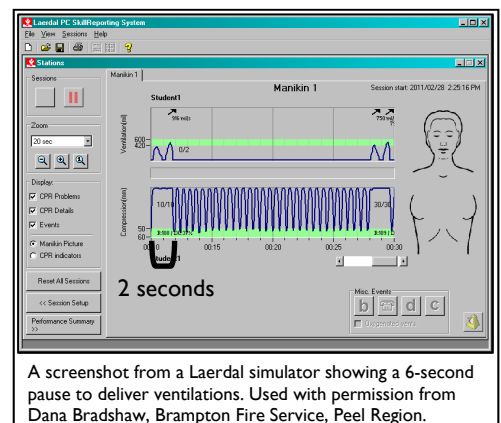 Laerdal PC SkillReporting System
File View Sessions Help
Stations
Sessions
Zoom
20 sec
Display:
CPR Problems
CPR Details
Events
Manikin Picture
CPR indicators
Reset All Sessions
<< Session Setup
Performance Summary >>
Manikin 1
Manikin 1
Session start: 2011/02/28 2:25:16 PM
Student1
Ventilation(ml)
600
420
0/2
Compression(mm)
50
60
10/10
30/30
00:15
00:20
00:25
00:30
2 seconds
Misc. Events
b
d
c
A screenshot from a Laerdal simulator showing a 6-second
pause to deliver ventilations. Used with permission from
Dana Bradshaw, Brampton Fire Service, Peel Region.